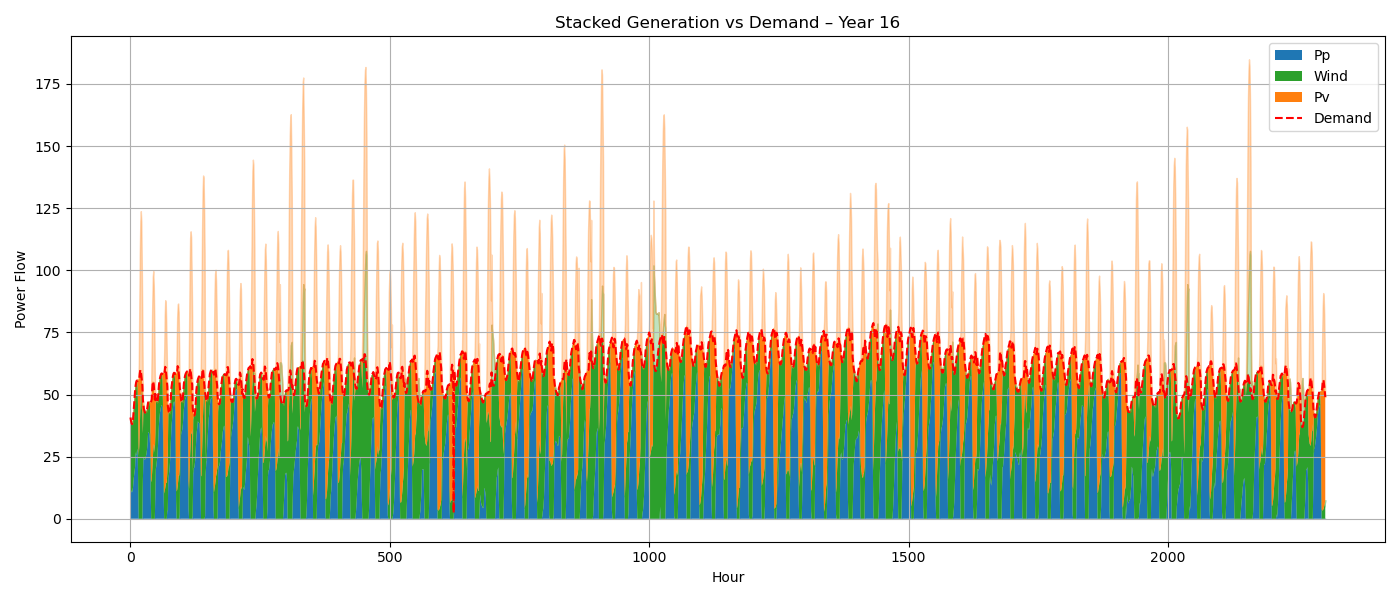 Stacked Generation vs Demand – Year 16
Power Flow
175
150
125
100
75
50
25
0
0 500 1000 1500 2000
Hour
Pp
Wind
Pv
Demand